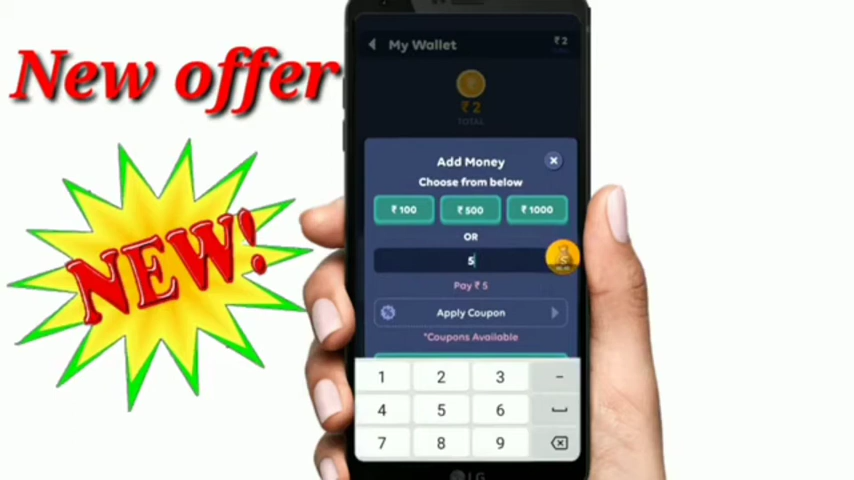 New offer
NEW!
My Wallet
₹2
₹2
TOTAL
Add Money
Choose from below
₹100 ₹500 ₹1000
OR
5
Pay ₹ 5
Apply Coupon
*Coupons Available
1 2 3 -
4 5 6
7 8 9
LG